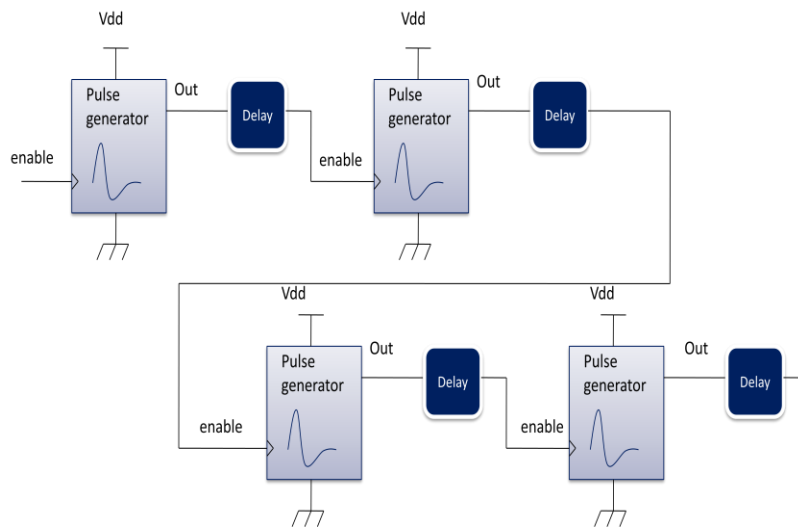 Vdd
Vdd
Pulse
generator
Out
Delay
Pulse
generator
Out
Delay
enable
enable
Vdd
Vdd
Pulse
generator
Out
Delay
Pulse
generator
Out
Delay
enable
enable